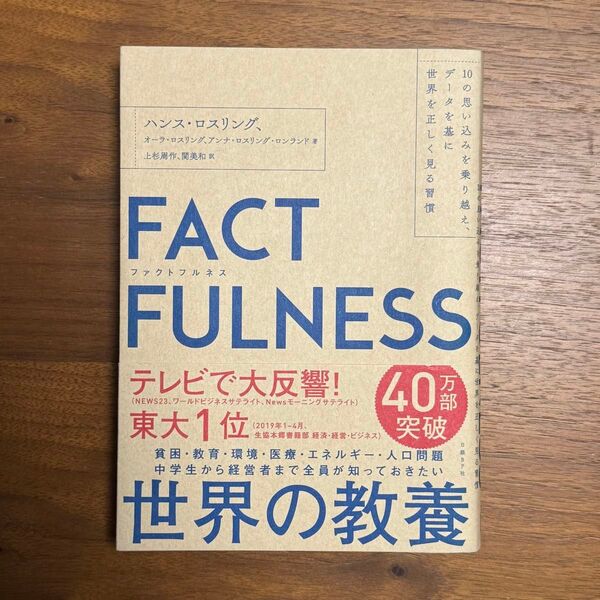 10の思い込みを乗り越え、
データを基に
世界を正しく見る習慣
ハンス・ロスリング、
オーラ・ロスリング、アンナ・ロスリング・ロンランド 著
上杉周作、関美和 訳
FACT
ファクトフルネス
FULNESS
テレビで大反響!
(NEWS23、ワールドビジネスサテライト、Newsモーニングサテライト)
東大1位
(2019年1~4月、
生協本郷書籍部 経済・経営・ビジネス)
40万部
突破
貧困・教育・環境・医療・エネルギー・人口問題
中学生から経営者まで全員が知っておきたい
世界の教養
日経BP社